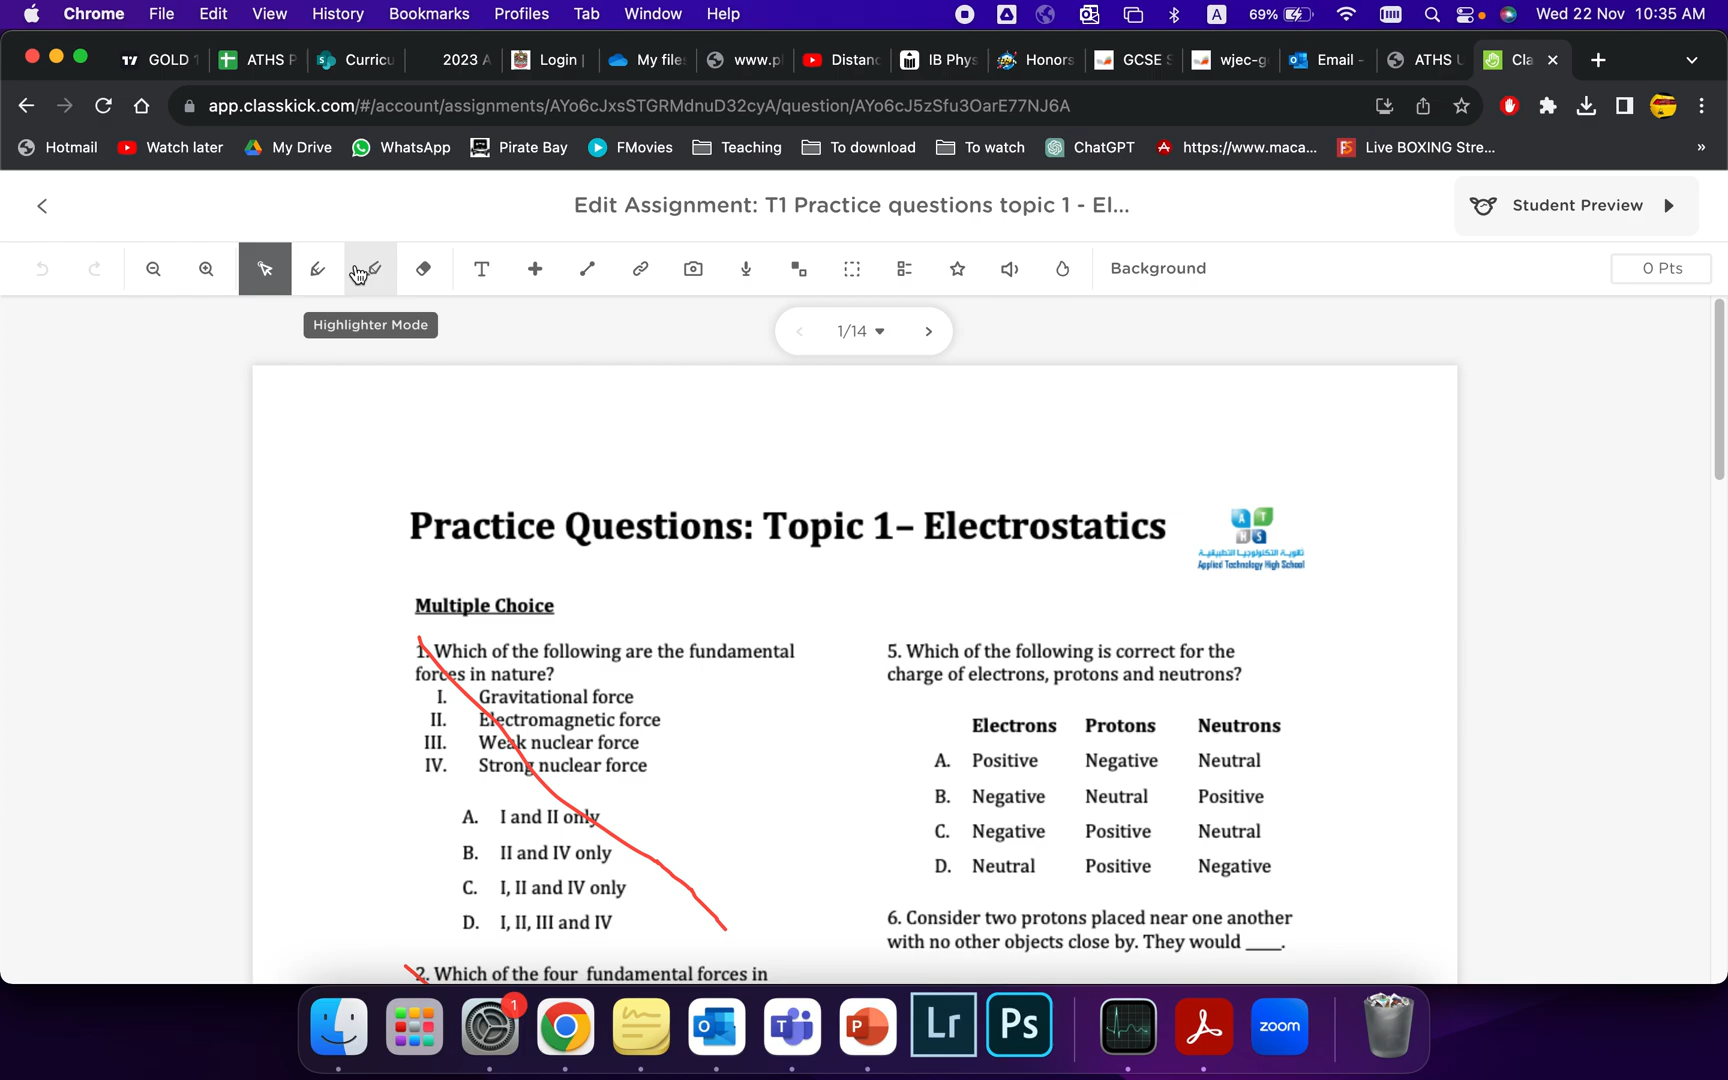 Chrome File Edit View History Bookmarks Profiles Tab Window Help A 69% Wed 22 Nov 10:35 AM
GOLD ATHS P Curricu 2023 A Login My files www.pl Distanc IB Phys Honors GCSE S wjec-g Email - ATHS U Cla
app.classkick.com/#/account/assignments/AYo6cJxsSTGRMdnuD32cyA/question/AYo6cJ5zSfu3OarE77NJ6A
Hotmail Watch later My Drive WhatsApp Pirate Bay FMovies Teaching To download To watch ChatGPT https://www.maca... Live BOXING Stre... »
Edit Assignment: T1 Practice questions topic 1 - El...
Student Preview
T Background 0 Pts
Highlighter Mode
1/14
Practice Questions: Topic 1– Electrostatics
A T
H S
ثانوية التكنولوجيا التطبيقية
Applied Technology High School
Multiple Choice
1. Which of the following are the fundamental
forces in nature?
I. Gravitational force
II. Electromagnetic force
III. Weak nuclear force
IV. Strong nuclear force
A. I and II only
B. II and IV only
C. I, II and IV only
D. I, II, III and IV
2. Which of the four fundamental forces in
5. Which of the following is correct for the
charge of electrons, protons and neutrons?
Electrons Protons Neutrons
A. Positive Negative Neutral
B. Negative Neutral Positive
C. Negative Positive Neutral
D. Neutral Positive Negative
6. Consider two protons placed near one another
with no other objects close by. They would ____.
1
Lr Ps zoom